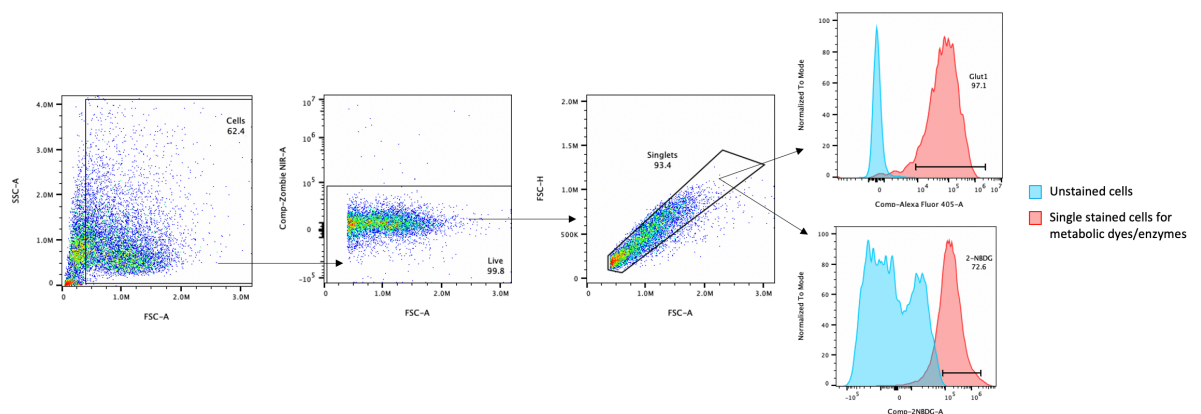 SSC-A
4.0M
3.0M
2.0M
1.0M
0
Cells
62.4
0
1.0M
2.0M
3.0M
FSC-A
Comp-Zombie NIR-A
10^7
10^6
10^5
0
-10^5
Live
99.8
0
1.0M
2.0M
3.0M
FSC-A
FSC-H
2.0M
1.5M
1.0M
500K
0
Singlets
93.4
0
1.0M
2.0M
3.0M
FSC-A
Normalized To Mode
100
80
60
40
20
0
Glut1
97.1
0
10^4
10^5
10^6
10^7
Comp-Alexa Fluor 405-A
Normalized To Mode
100
80
60
40
20
0
2-NBDG
72.6
-10^5
0
10^5
10^6
Comp-2NBDG-A
Unstained cells
Single stained cells for
metabolic dyes/enzymes